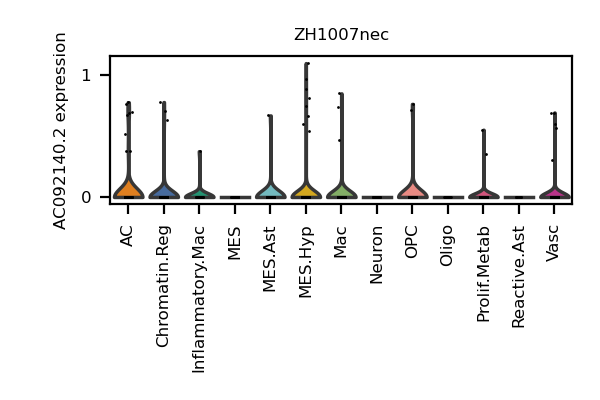 ZH1007nec
AC092140.2 expression
1
0
AC
Chromatin.Reg
Inflammatory.Mac
MES
MES.Ast
MES.Hyp
Mac
Neuron
OPC
Oligo
Prolif.Metab
Reactive.Ast
Vasc